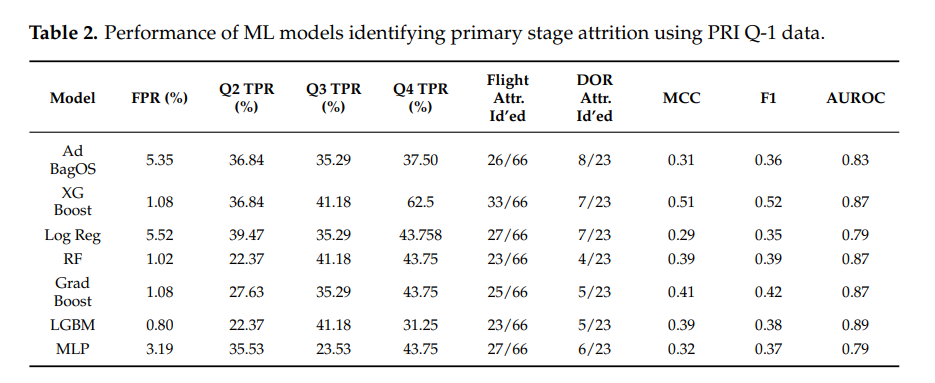 Table 2. Performance of ML models identifying primary stage attrition using PRI Q-1 data.
Model FPR (%) Q2 TPR (%) Q3 TPR (%) Q4 TPR (%) Flight Attr. Id'ed DOR Attr. Id'ed MCC F1 AUROC
Ad BagOS 5.35 36.84 35.29 37.50 26/66 8/23 0.31 0.36 0.83
XG Boost 1.08 36.84 41.18 62.5 33/66 7/23 0.51 0.52 0.87
Log Reg 5.52 39.47 35.29 43.758 27/66 7/23 0.29 0.35 0.79
RF 1.02 22.37 41.18 43.75 23/66 4/23 0.39 0.39 0.87
Grad Boost 1.08 27.63 35.29 43.75 25/66 5/23 0.41 0.42 0.87
LGBM 0.80 22.37 41.18 31.25 23/66 5/23 0.39 0.38 0.89
MLP 3.19 35.53 23.53 43.75 27/66 6/23 0.32 0.37 0.79